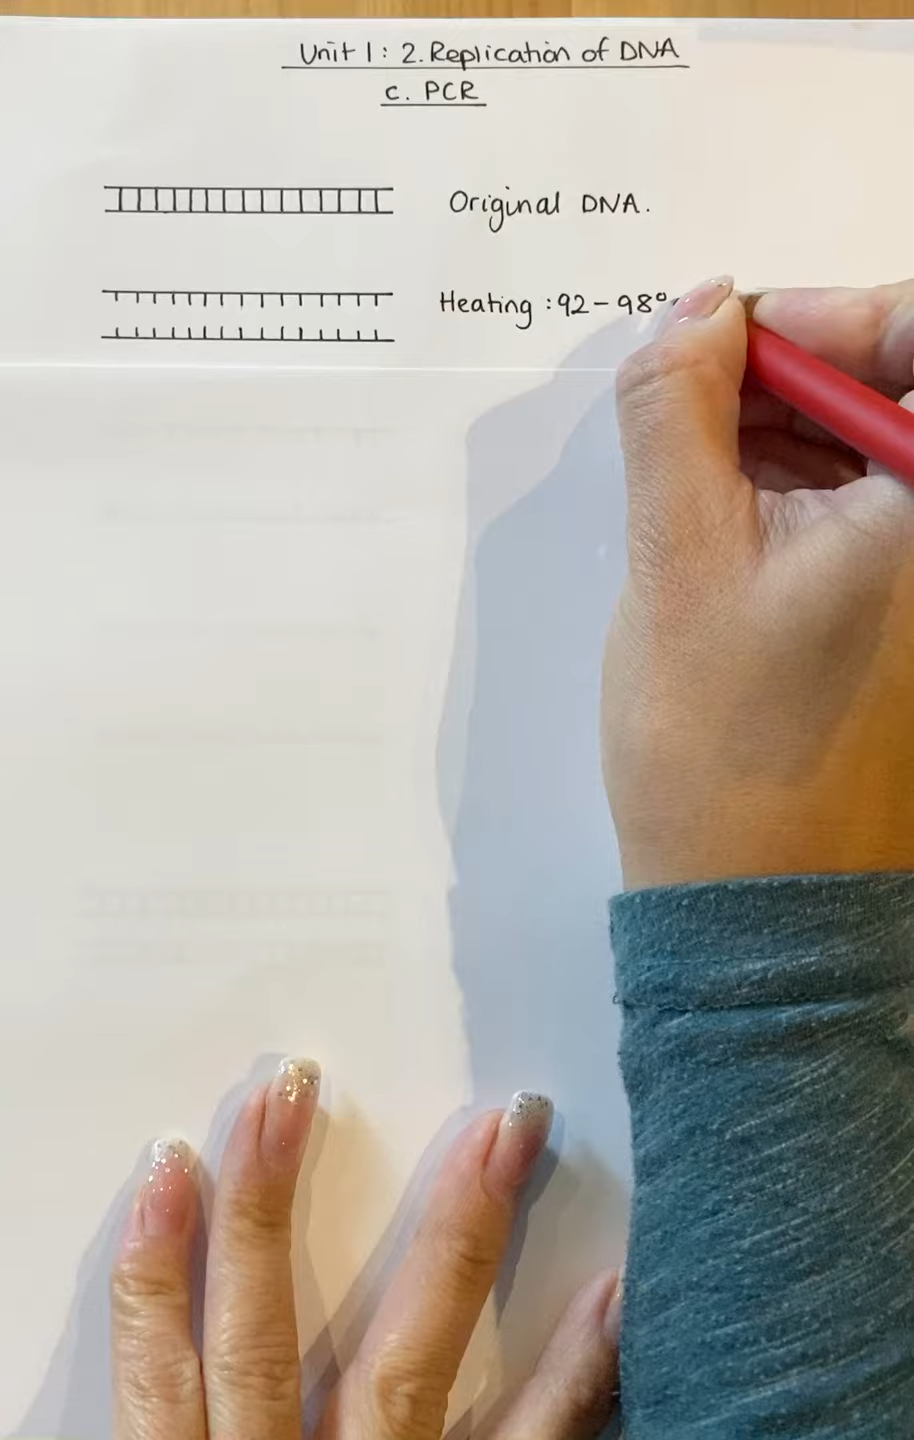 Unit 1: 2. Replication of DNA
c. PCR
Original DNA.
Heating : 92 - 98°